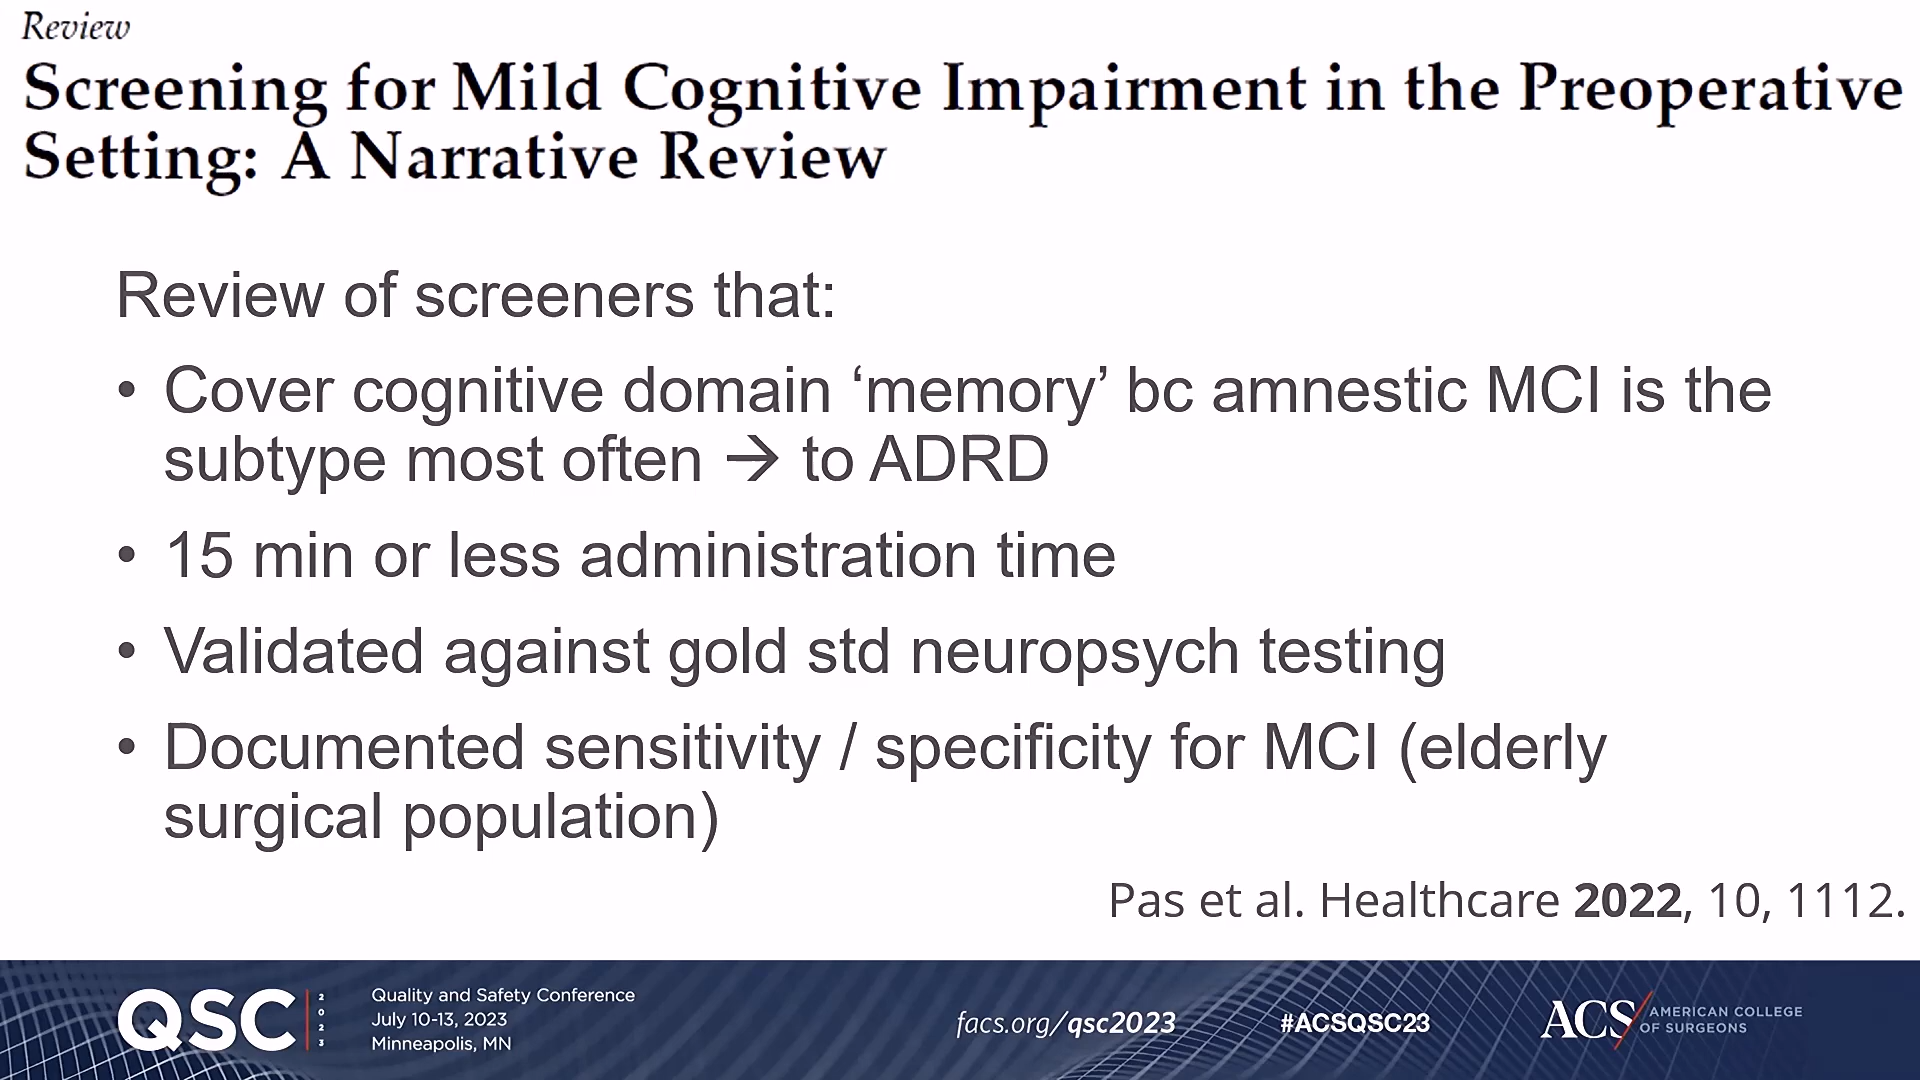 Review
Screening for Mild Cognitive Impairment in the Preoperative
Setting: A Narrative Review
Review of screeners that:
• Cover cognitive domain ‘memory’ bc amnestic MCI is the
subtype most often → to ADRD
• 15 min or less administration time
• Validated against gold std neuropsych testing
• Documented sensitivity / specificity for MCI (elderly
surgical population)
Pas et al. Healthcare 2022, 10, 1112.
QSC 2023
Quality and Safety Conference
July 10-13, 2023
Minneapolis, MN
facs.org/qsc2023
#ACSQSC23
ACS
AMERICAN COLLEGE
OF SURGEONS